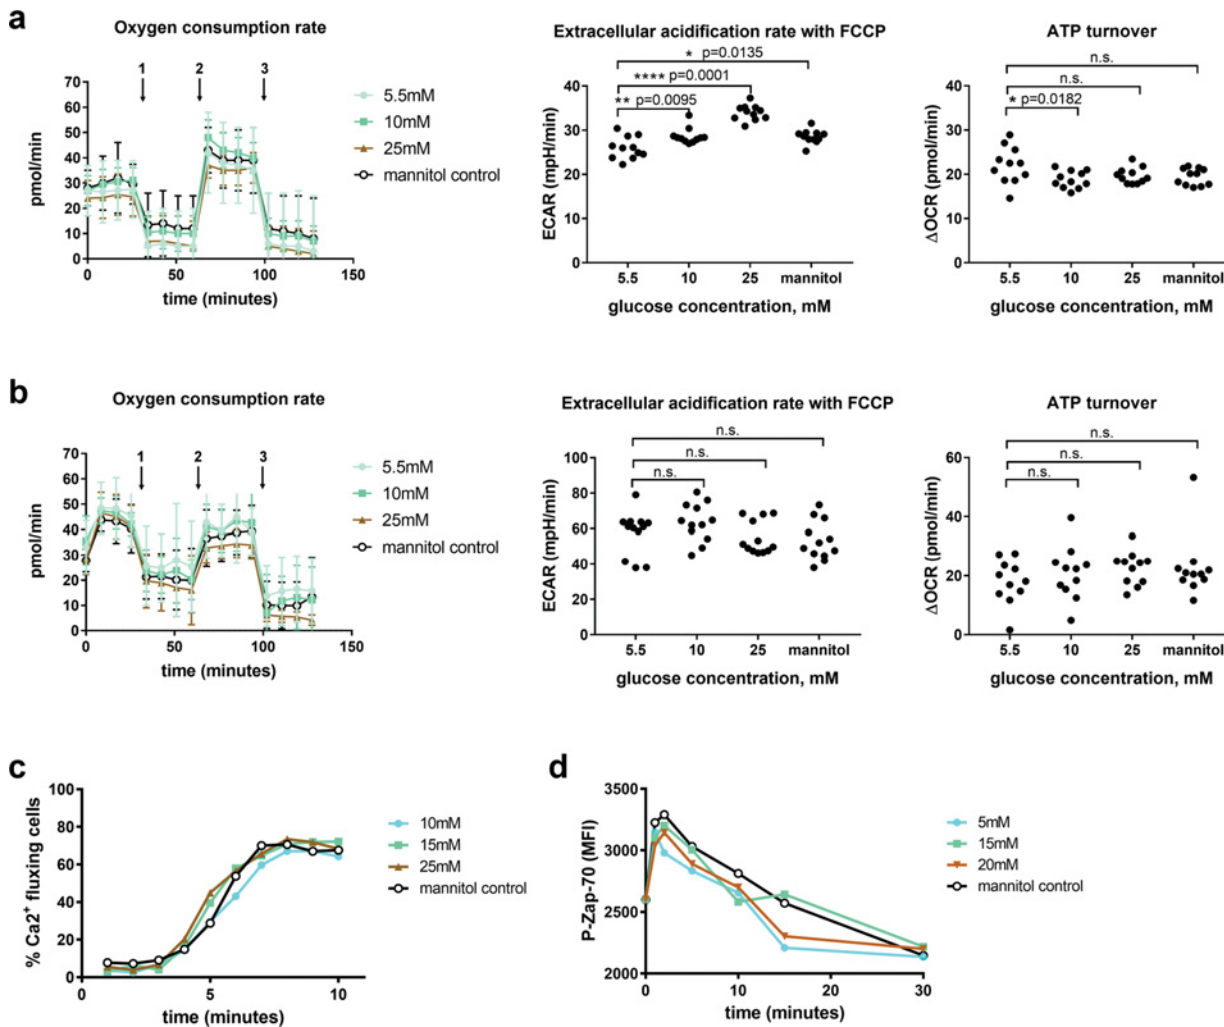 a
Oxygen consumption rate
1 2 3
70
60
50
40
30
20
10
0
pmol/min
0 50 100 150
time (minutes)
5.5mM
10mM
25mM
mannitol control
Extracellular acidification rate with FCCP
* p=0.0135
**** p=0.0001
** p=0.0095
40
30
20
10
0
ECAR (mpH/min)
5.5 10 25 mannitol
glucose concentration, mM
ATP turnover
n.s.
n.s.
* p=0.0182
40
30
20
10
0
ΔOCR (pmol/min)
5.5 10 25 mannitol
glucose concentration, mM
b
Oxygen consumption rate
1 2 3
70
60
50
40
30
20
10
0
pmol/min
0 50 100 150
time (minutes)
5.5mM
10mM
25mM
mannitol control
Extracellular acidification rate with FCCP
n.s.
n.s.
n.s.
100
80
60
40
20
0
ECAR (mpH/min)
5.5 10 25 mannitol
glucose concentration, mM
ATP turnover
n.s.
n.s.
n.s.
60
40
20
0
ΔOCR (pmol/min)
5.5 10 25 mannitol
glucose concentration, mM
c
100
80
60
40
20
0
% Ca2⁺ fluxing cells
0 5 10
time (minutes)
10mM
15mM
25mM
mannitol control
d
3500
3000
2500
2000
P-Zap-70 (MFI)
0 10 20 30
time (minutes)
5mM
15mM
20mM
mannitol control